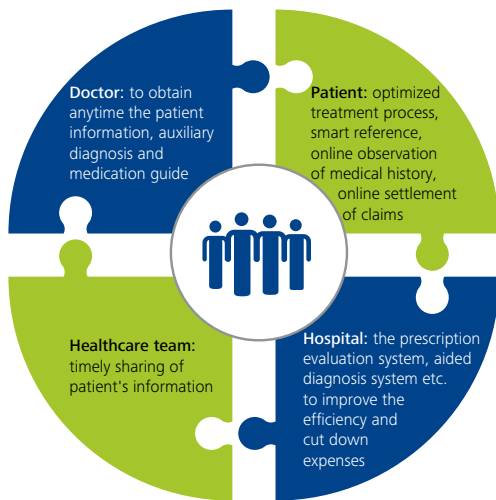 Doctor: to obtain
anytime the patient
information, auxiliary
diagnosis and
medication guide
Patient: optimized
treatment process,
smart reference,
online observation
of medical history,
online settlement
of claims
Healthcare team:
timely sharing of
patient's information
Hospital: the prescription
evaluation system, aided
diagnosis system etc.
to improve the
efficiency and
cut down
expenses